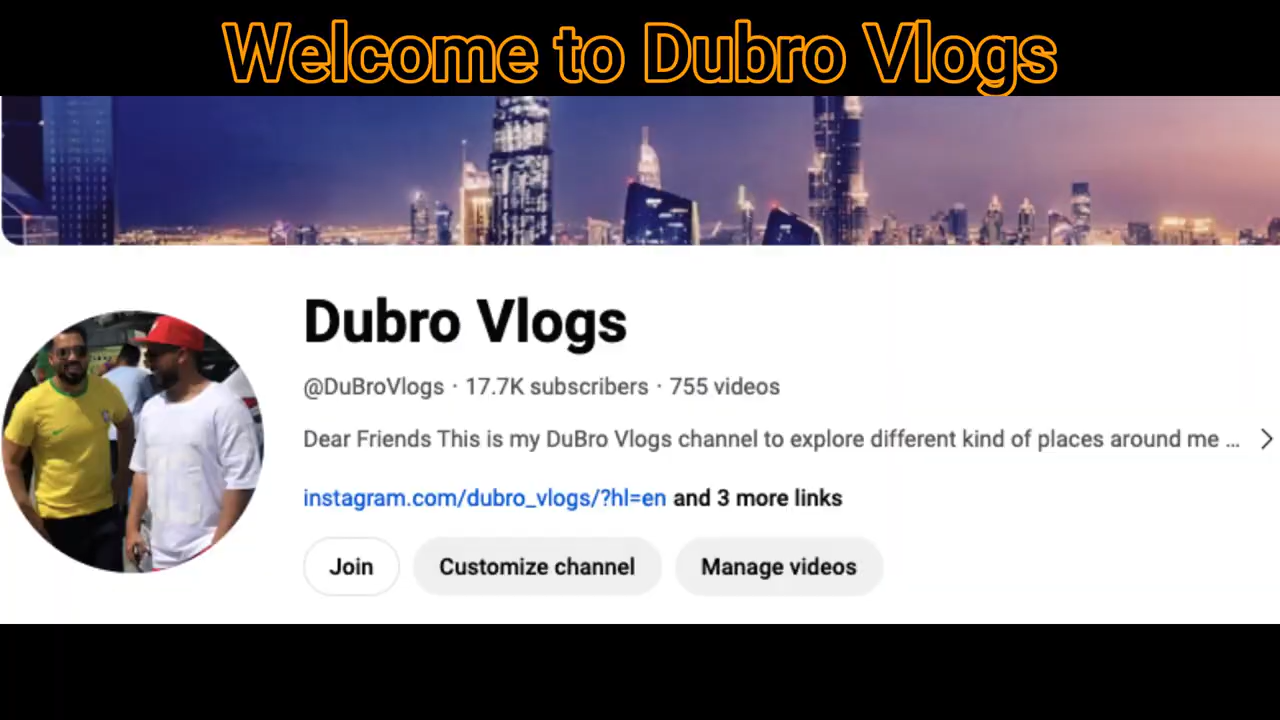 Welcome to Dubro Vlogs
Dubro Vlogs
@DuBroVlogs · 17.7K subscribers · 755 videos
Dear Friends This is my DuBro Vlogs channel to explore different kind of places around me ...
instagram.com/dubro_vlogs/?hl=en and 3 more links
Join Customize channel Manage videos